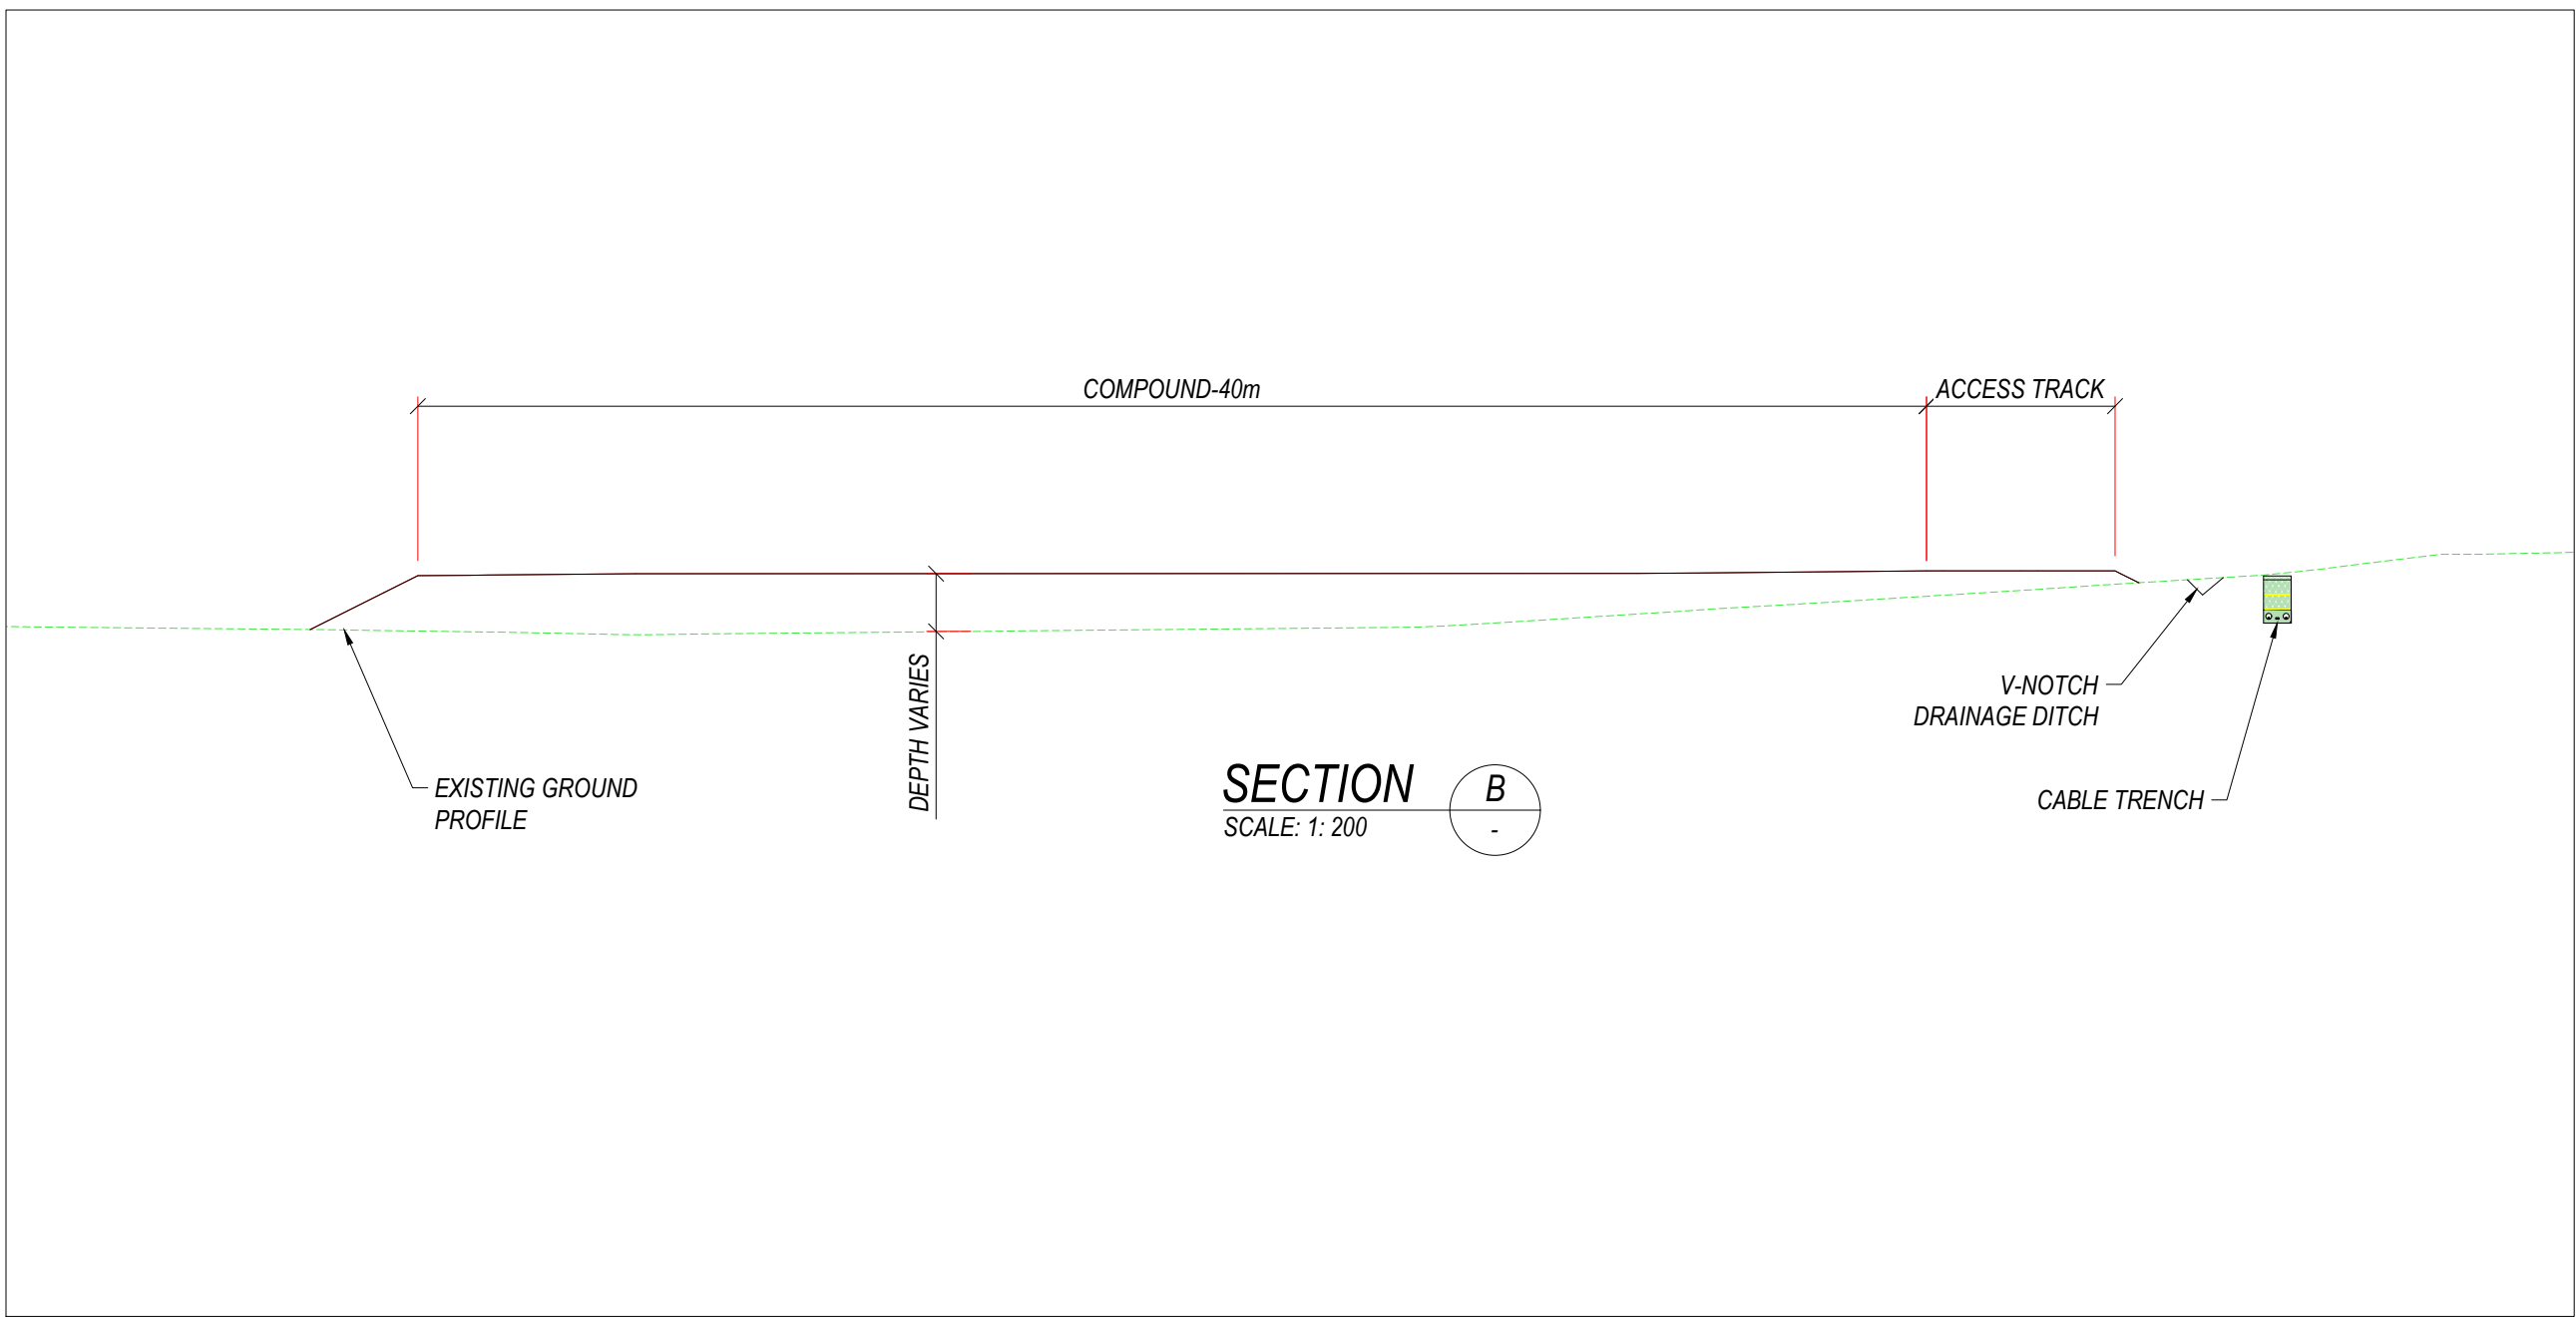 COMPOUND-40m
ACCESS TRACK
DEPTH VARIES
V-NOTCH
DRAINAGE DITCH
EXISTING GROUND
PROFILE
CABLE TRENCH
SECTION
SCALE: 1: 200
B
-